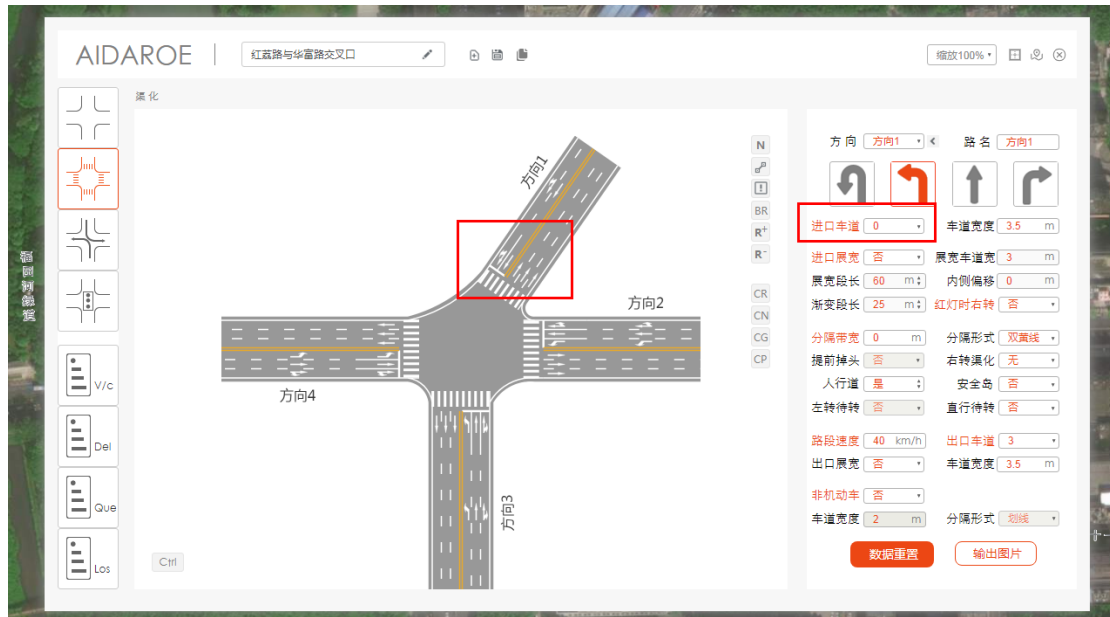 AIDAROE
红荔路与华富路交叉口
缩放100%
渠化
V/c
Del
Que
Los
方向1
方向2
方向3
方向4
Ctrl
N
BR
R+
R-
CR
CN
CG
CP
方向 方向1 路名 方向1
进口车道 0 车道宽度 3.5 m
进口展宽 否 展宽车道宽 3 m
展宽段长 60 m 内侧偏移 0 m
渐变段长 25 m 红灯时右转 否
分隔带宽 0 m 分隔形式 双黄线
提前掉头 否 右转渠化 无
人行道 是 安全岛 否
左转待转 否 直行待转 否
路段速度 40 km/h 出口车道 3
出口展宽 否 车道宽度 3.5 m
非机动车 否
车道宽度 2 m 分隔形式 划线
数据重置 输出图片